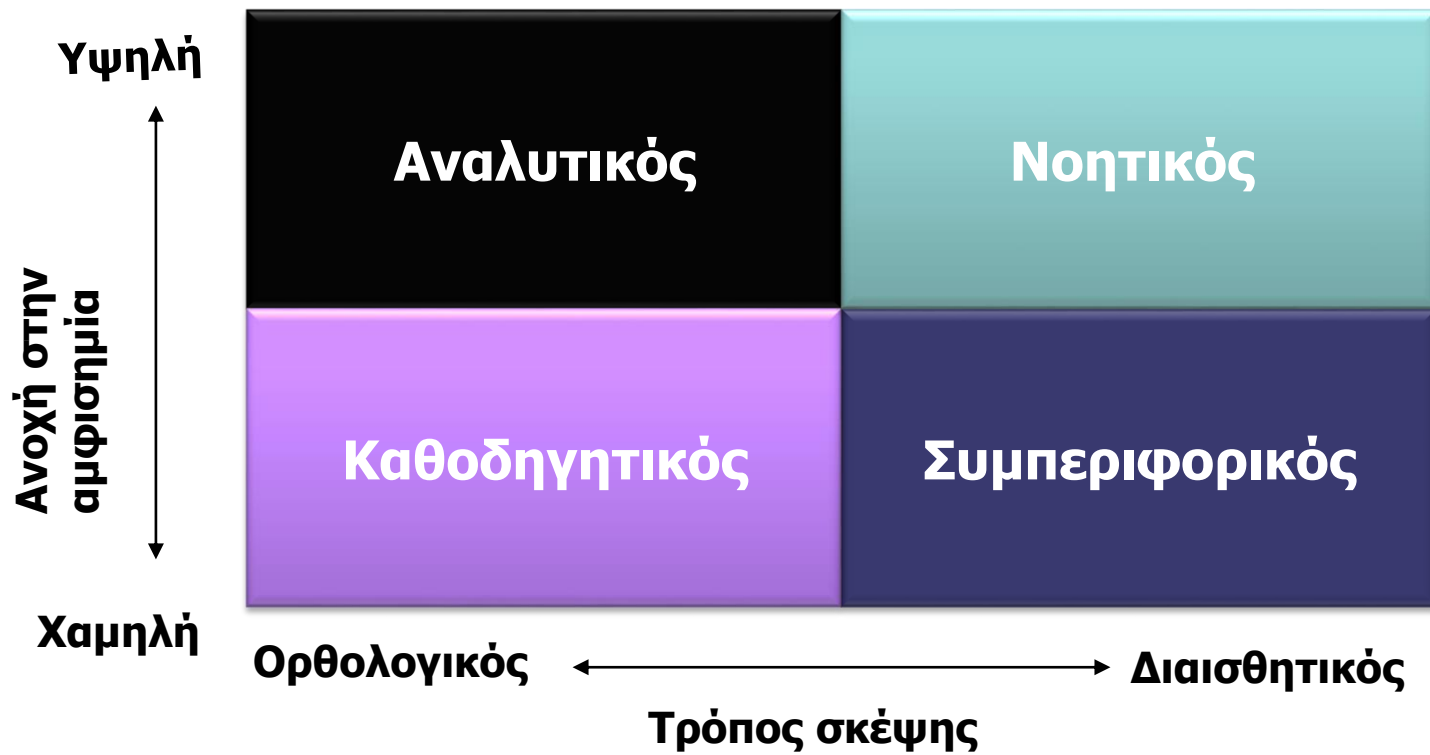 Υψηλή
Αναλυτικός
Νοητικός
Ανοχή στην
αμφισημία
Καθοδηγητικός
Συμπεριφορικός
Χαμηλή
Ορθολογικός
Διαισθητικός
Τρόπος σκέψης